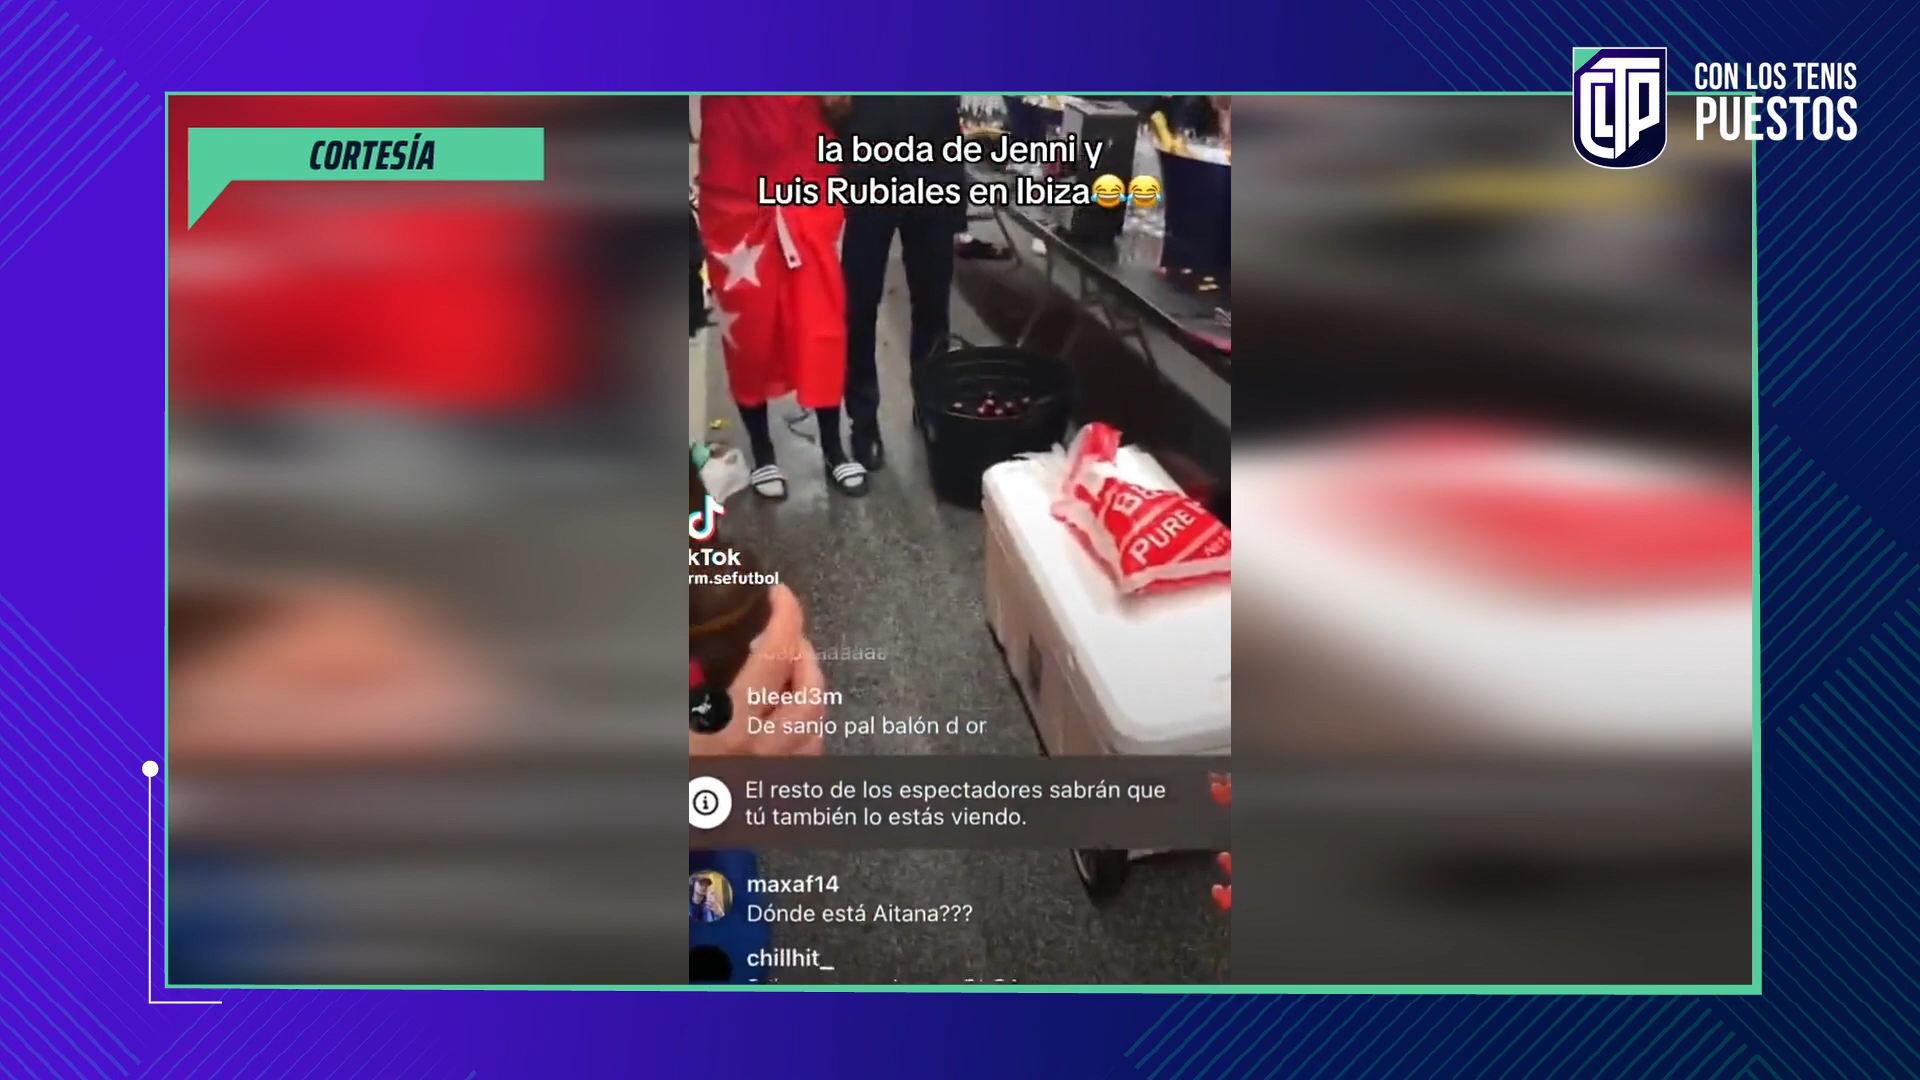 CLTP
CON LOS TENIS
PUESTOS
CORTESÍA
la boda de Jenni y
Luis Rubiales en Ibiza😂😂
PURE
kTok
rm.sefutbol
bleed3m
De sanjo pal balón d or
El resto de los espectadores sabrán que
tú también lo estás viendo.
maxaf14
Dónde está Aitana???
chillhit_